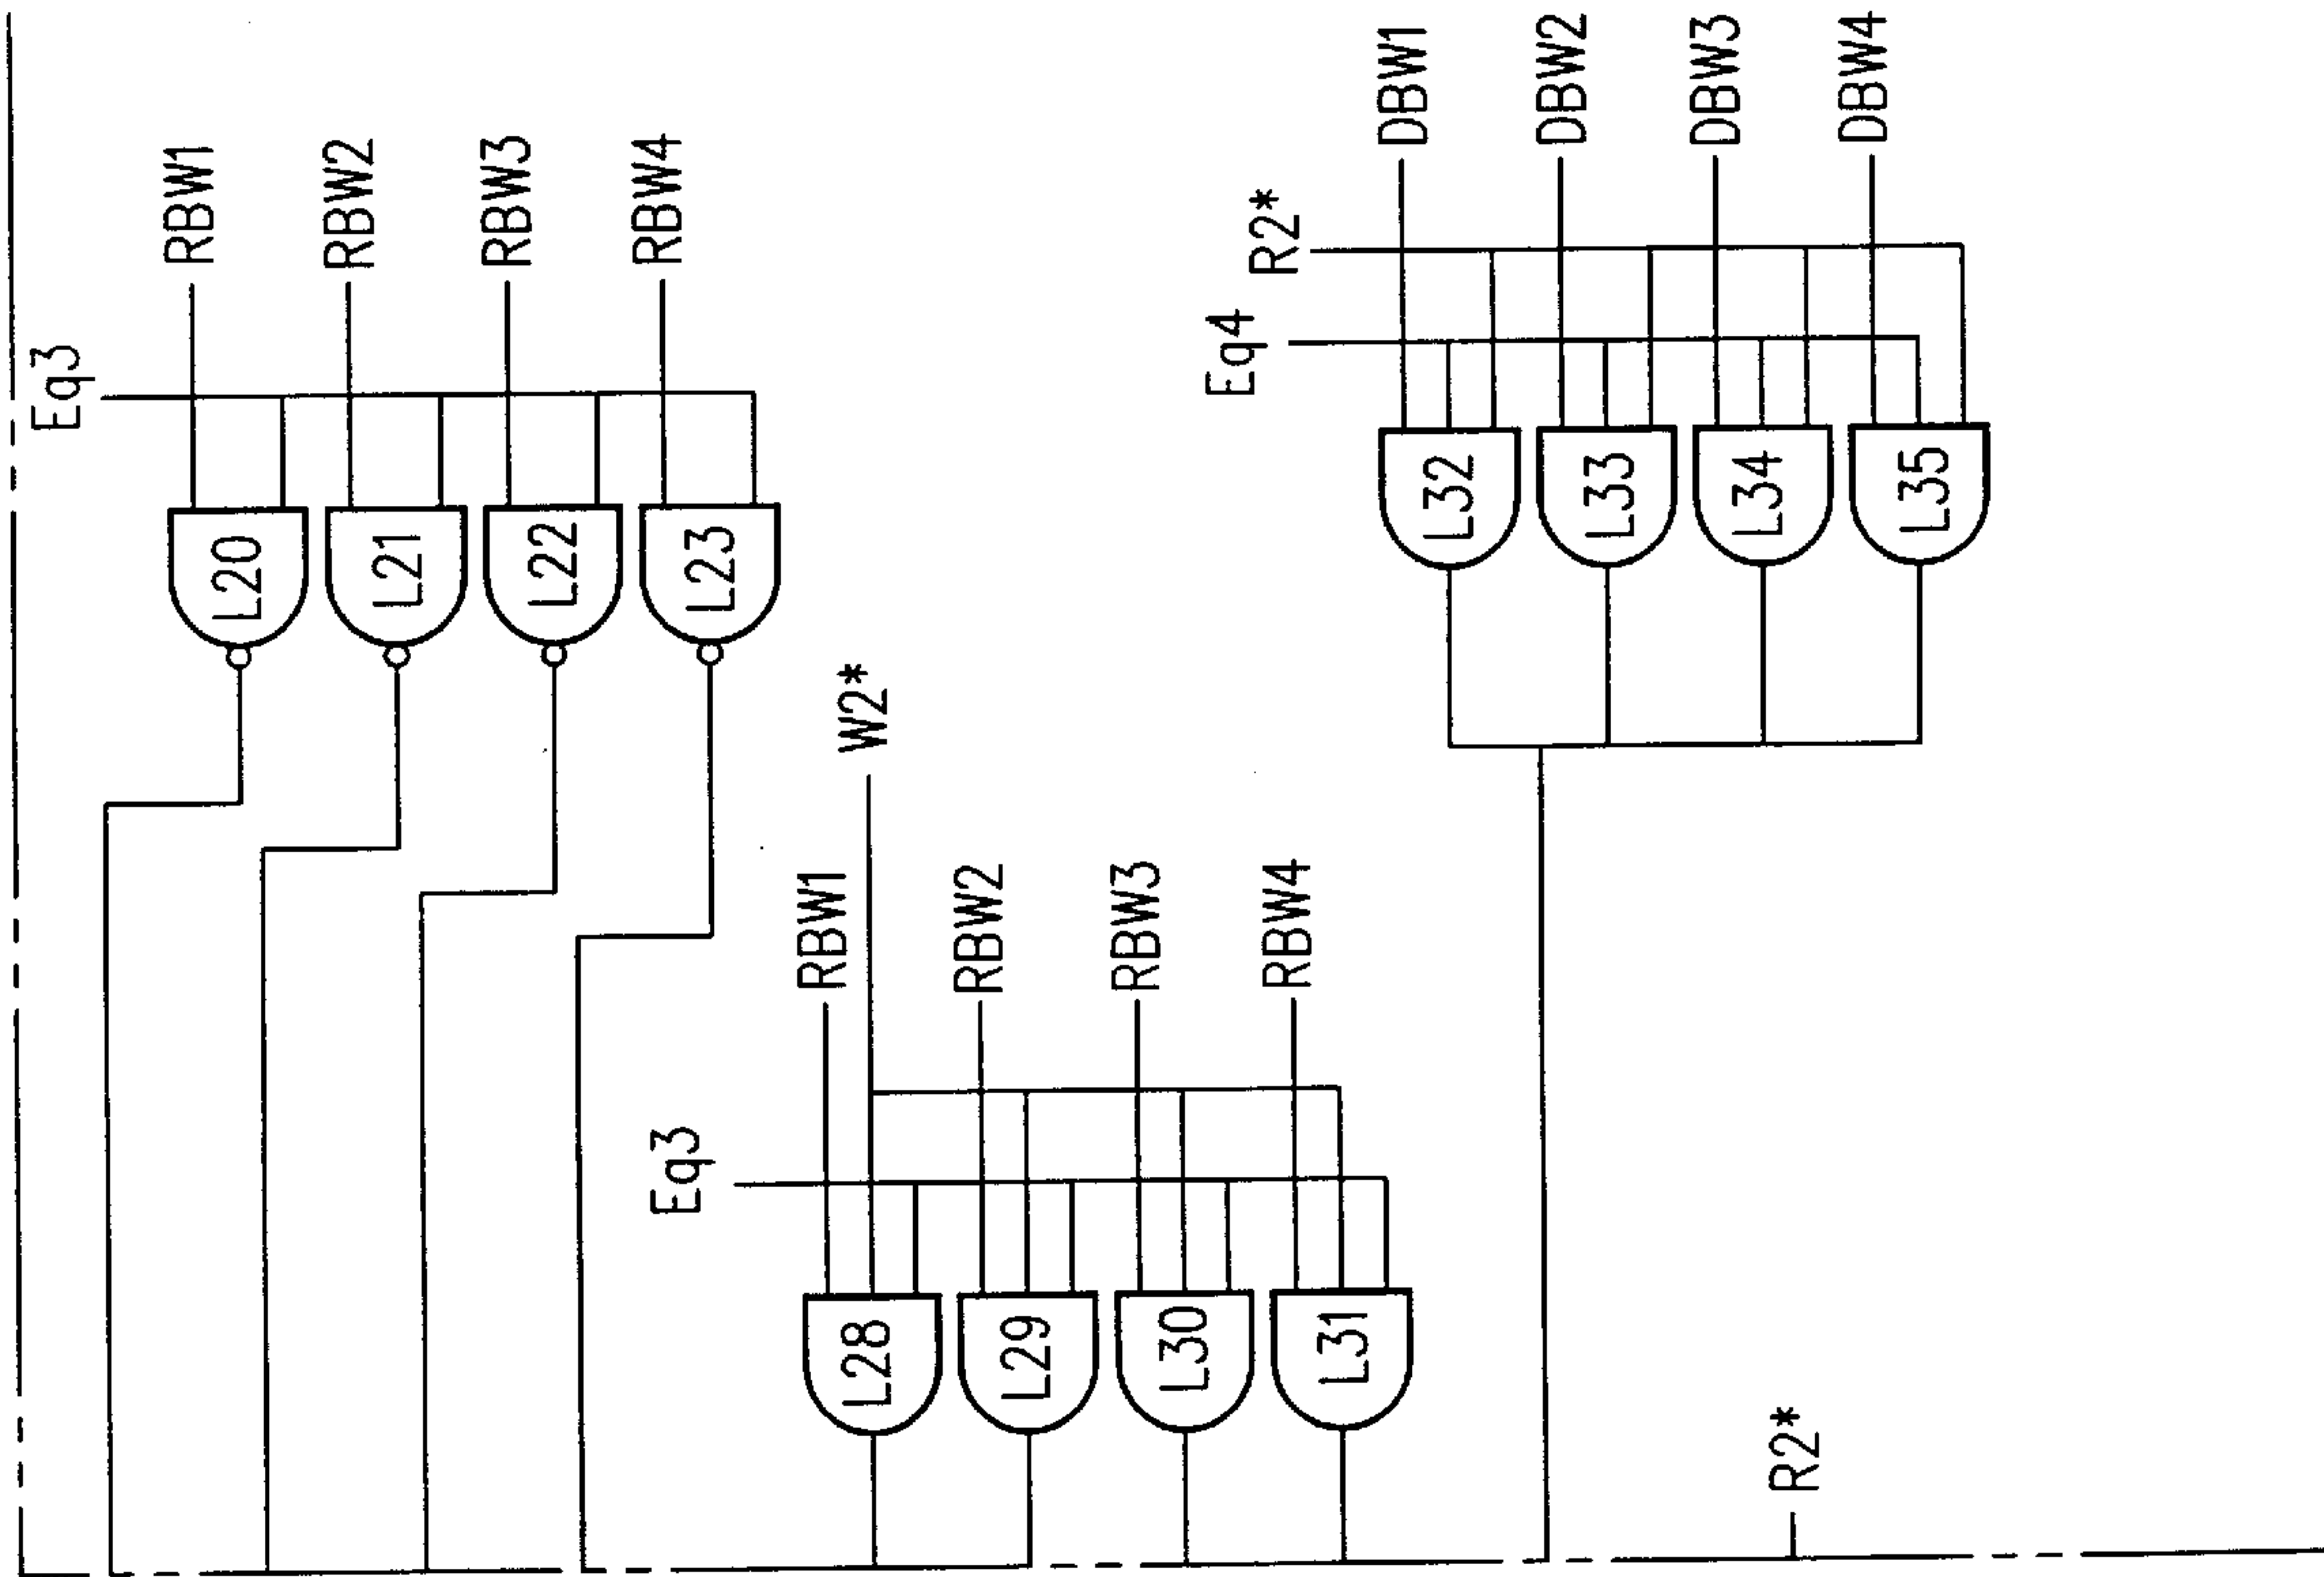 Eq3
RBW1
RBW2
RBW3
RBW4
L20
L21
L22
L23
W2*
Eq3
RBW1
RBW2
RBW3
RBW4
L28
L29
L30
L31
Eq4
R2*
DBW1
DBW2
DBW3
DBW4
L32
L33
L34
L35
R2*